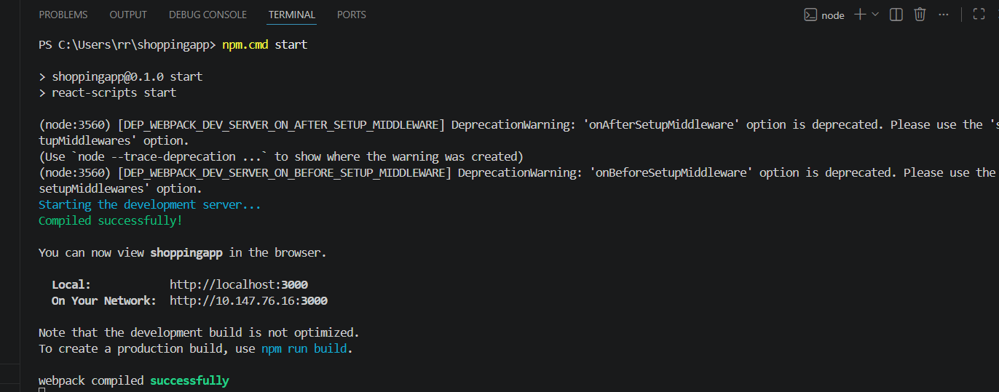 PROBLEMS OUTPUT DEBUG CONSOLE TERMINAL PORTS node
PS C:\Users\rr\shoppingapp> npm.cmd start
> shoppingapp@0.1.0 start
> react-scripts start
(node:3560) [DEP_WEBPACK_DEV_SERVER_ON_AFTER_SETUP_MIDDLEWARE] DeprecationWarning: 'onAfterSetupMiddleware' option is deprecated. Please use the 's
tupMiddlewares' option.
(Use `node --trace-deprecation ...` to show where the warning was created)
(node:3560) [DEP_WEBPACK_DEV_SERVER_ON_BEFORE_SETUP_MIDDLEWARE] DeprecationWarning: 'onBeforeSetupMiddleware' option is deprecated. Please use the
setupMiddlewares' option.
Starting the development server...
Compiled successfully!
You can now view shoppingapp in the browser.
Local: http://localhost:3000
On Your Network: http://10.147.76.16:3000
Note that the development build is not optimized.
To create a production build, use npm run build.
webpack compiled successfully